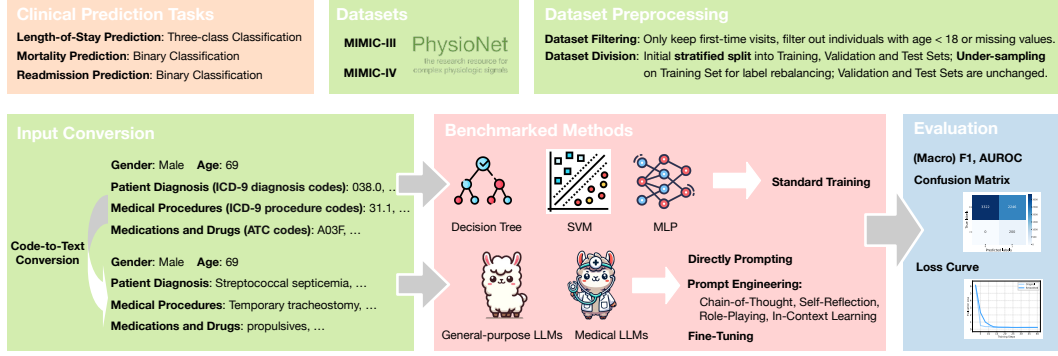 Clinical Prediction Tasks
Length-of-Stay Prediction: Three-class Classification
Mortality Prediction: Binary Classification
Readmission Prediction: Binary Classification
Datasets
MIMIC-III
MIMIC-IV
PhysioNet
the research resource for
complex physiologic signals
Dataset Preprocessing
Dataset Filtering: Only keep first-time visits, filter out individuals with age < 18 or missing values.
Dataset Division: Initial stratified split into Training, Validation and Test Sets; Under-sampling
on Training Set for label rebalancing; Validation and Test Sets are unchanged.
Input Conversion
Gender: Male Age: 69
Patient Diagnosis (ICD-9 diagnosis codes): 038.0, ...
Medical Procedures (ICD-9 procedure codes): 31.1, ...
Medications and Drugs (ATC codes): A03F, ...
Code-to-Text
Conversion
Gender: Male Age: 69
Patient Diagnosis: Streptococcal septicemia, ...
Medical Procedures: Temporary tracheostomy, ...
Medications and Drugs: propulsives, ...
Benchmarked Methods
Decision Tree
SVM
MLP
Standard Training
General-purpose LLMs
Medical LLMs
Directly Prompting
Prompt Engineering:
Chain-of-Thought, Self-Reflection,
Role-Playing, In-Context Learning
Fine-Tuning
Evaluation
(Macro) F1, AUROC
Confusion Matrix
Predicted labels
Loss Curve